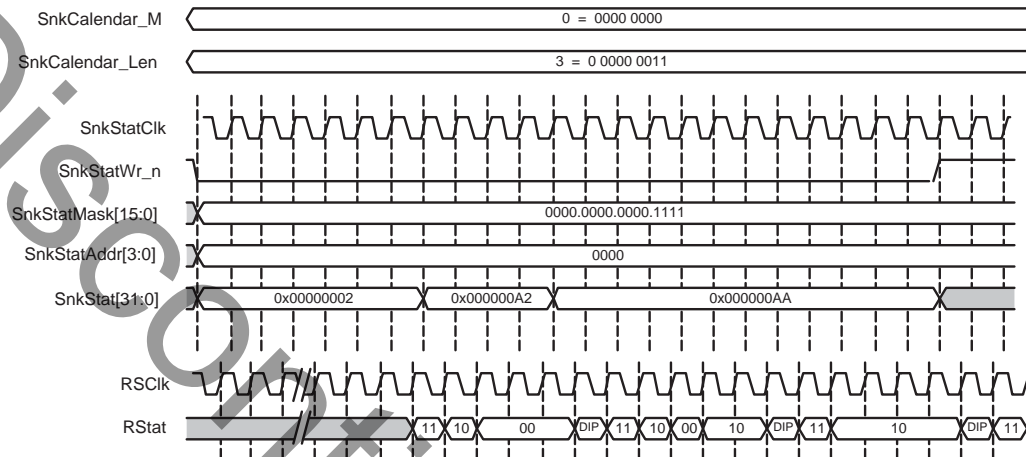 SnkCalendar_M
0 = 0000 0000
SnkCalendar_Len
3 = 0 0000 0011
SnkStatClk
SnkStatWr_n
SnkStatMask[15:0]
0000.0000.0000.1111
SnkStatAddr[3:0]
0000
SnkStat[31:0]
0x00000002 0x000000A2 0x000000AA
RSClk
RStat
11 10 00 DIP 11 10 00 10 DIP 11 10 DIP 11
Disconti